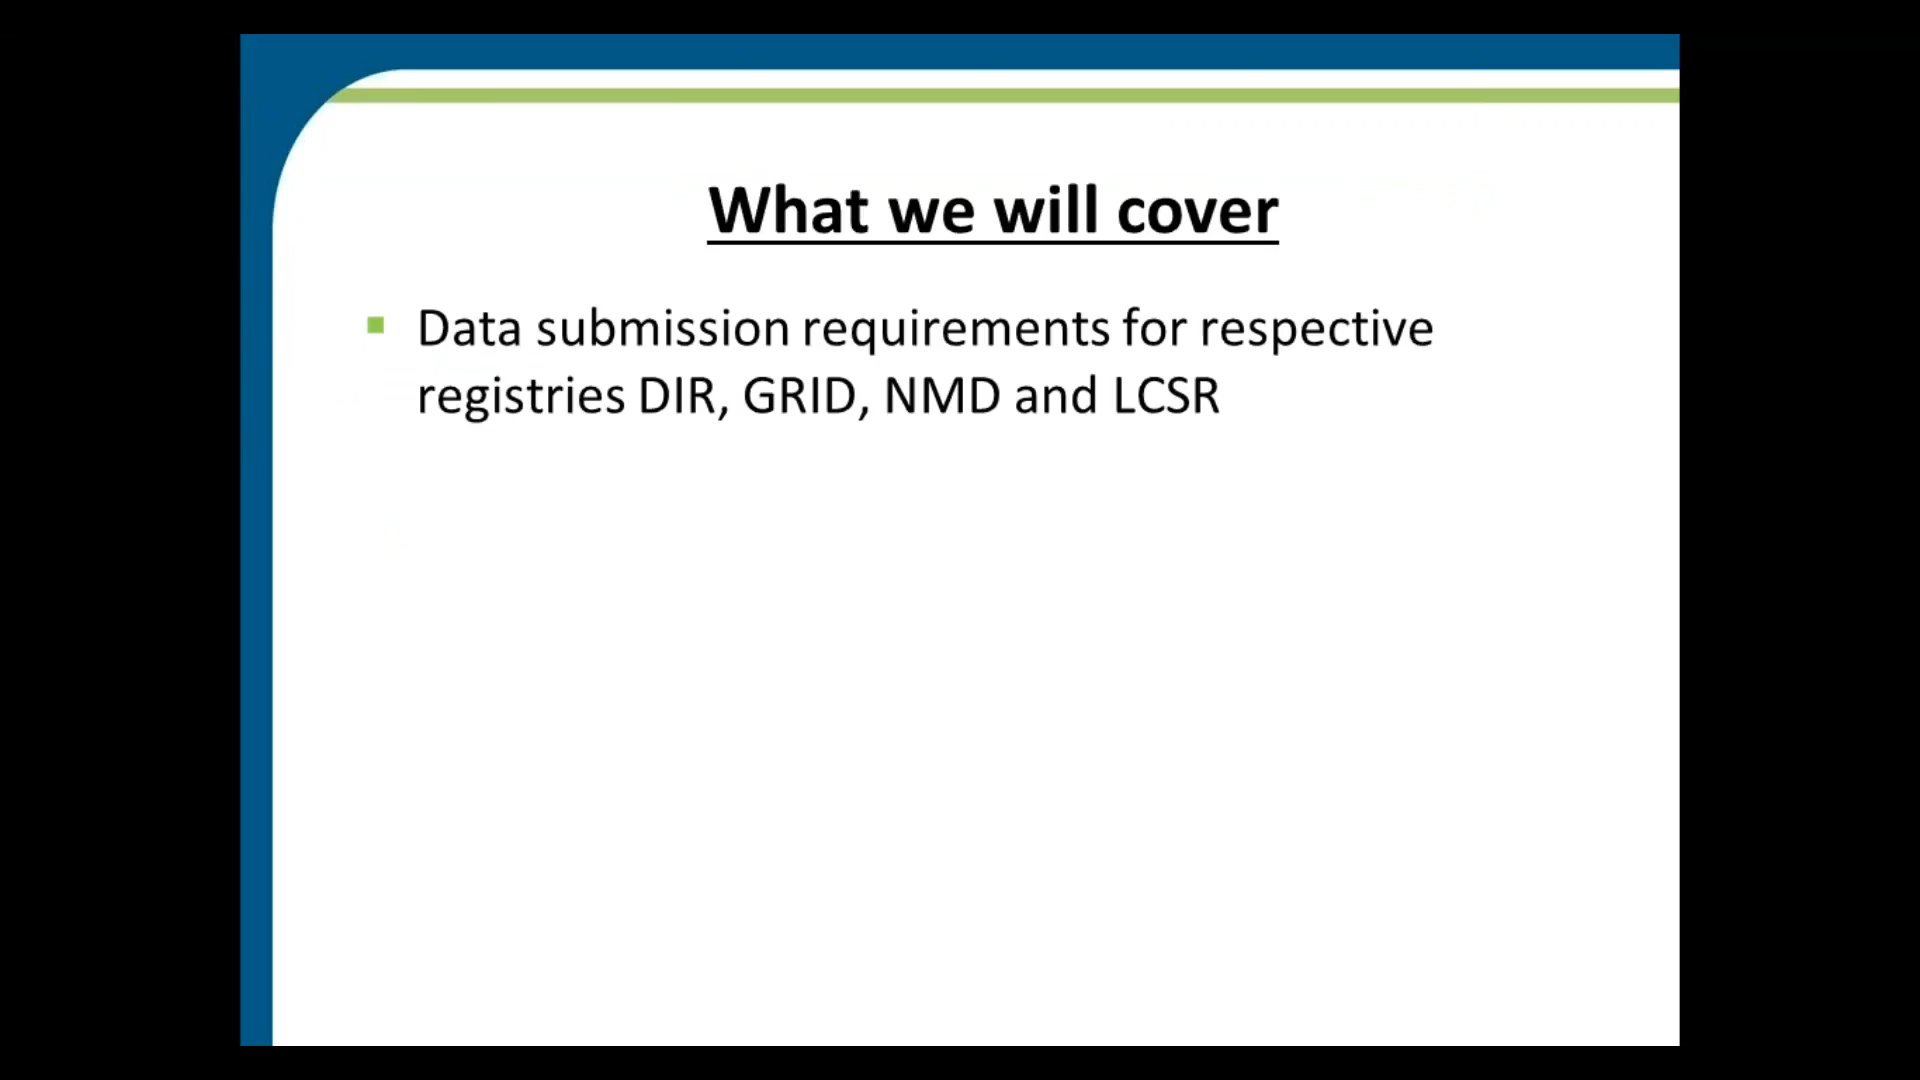 What we will cover
Data submission requirements for respective
registries DIR, GRID, NMD and LCSR